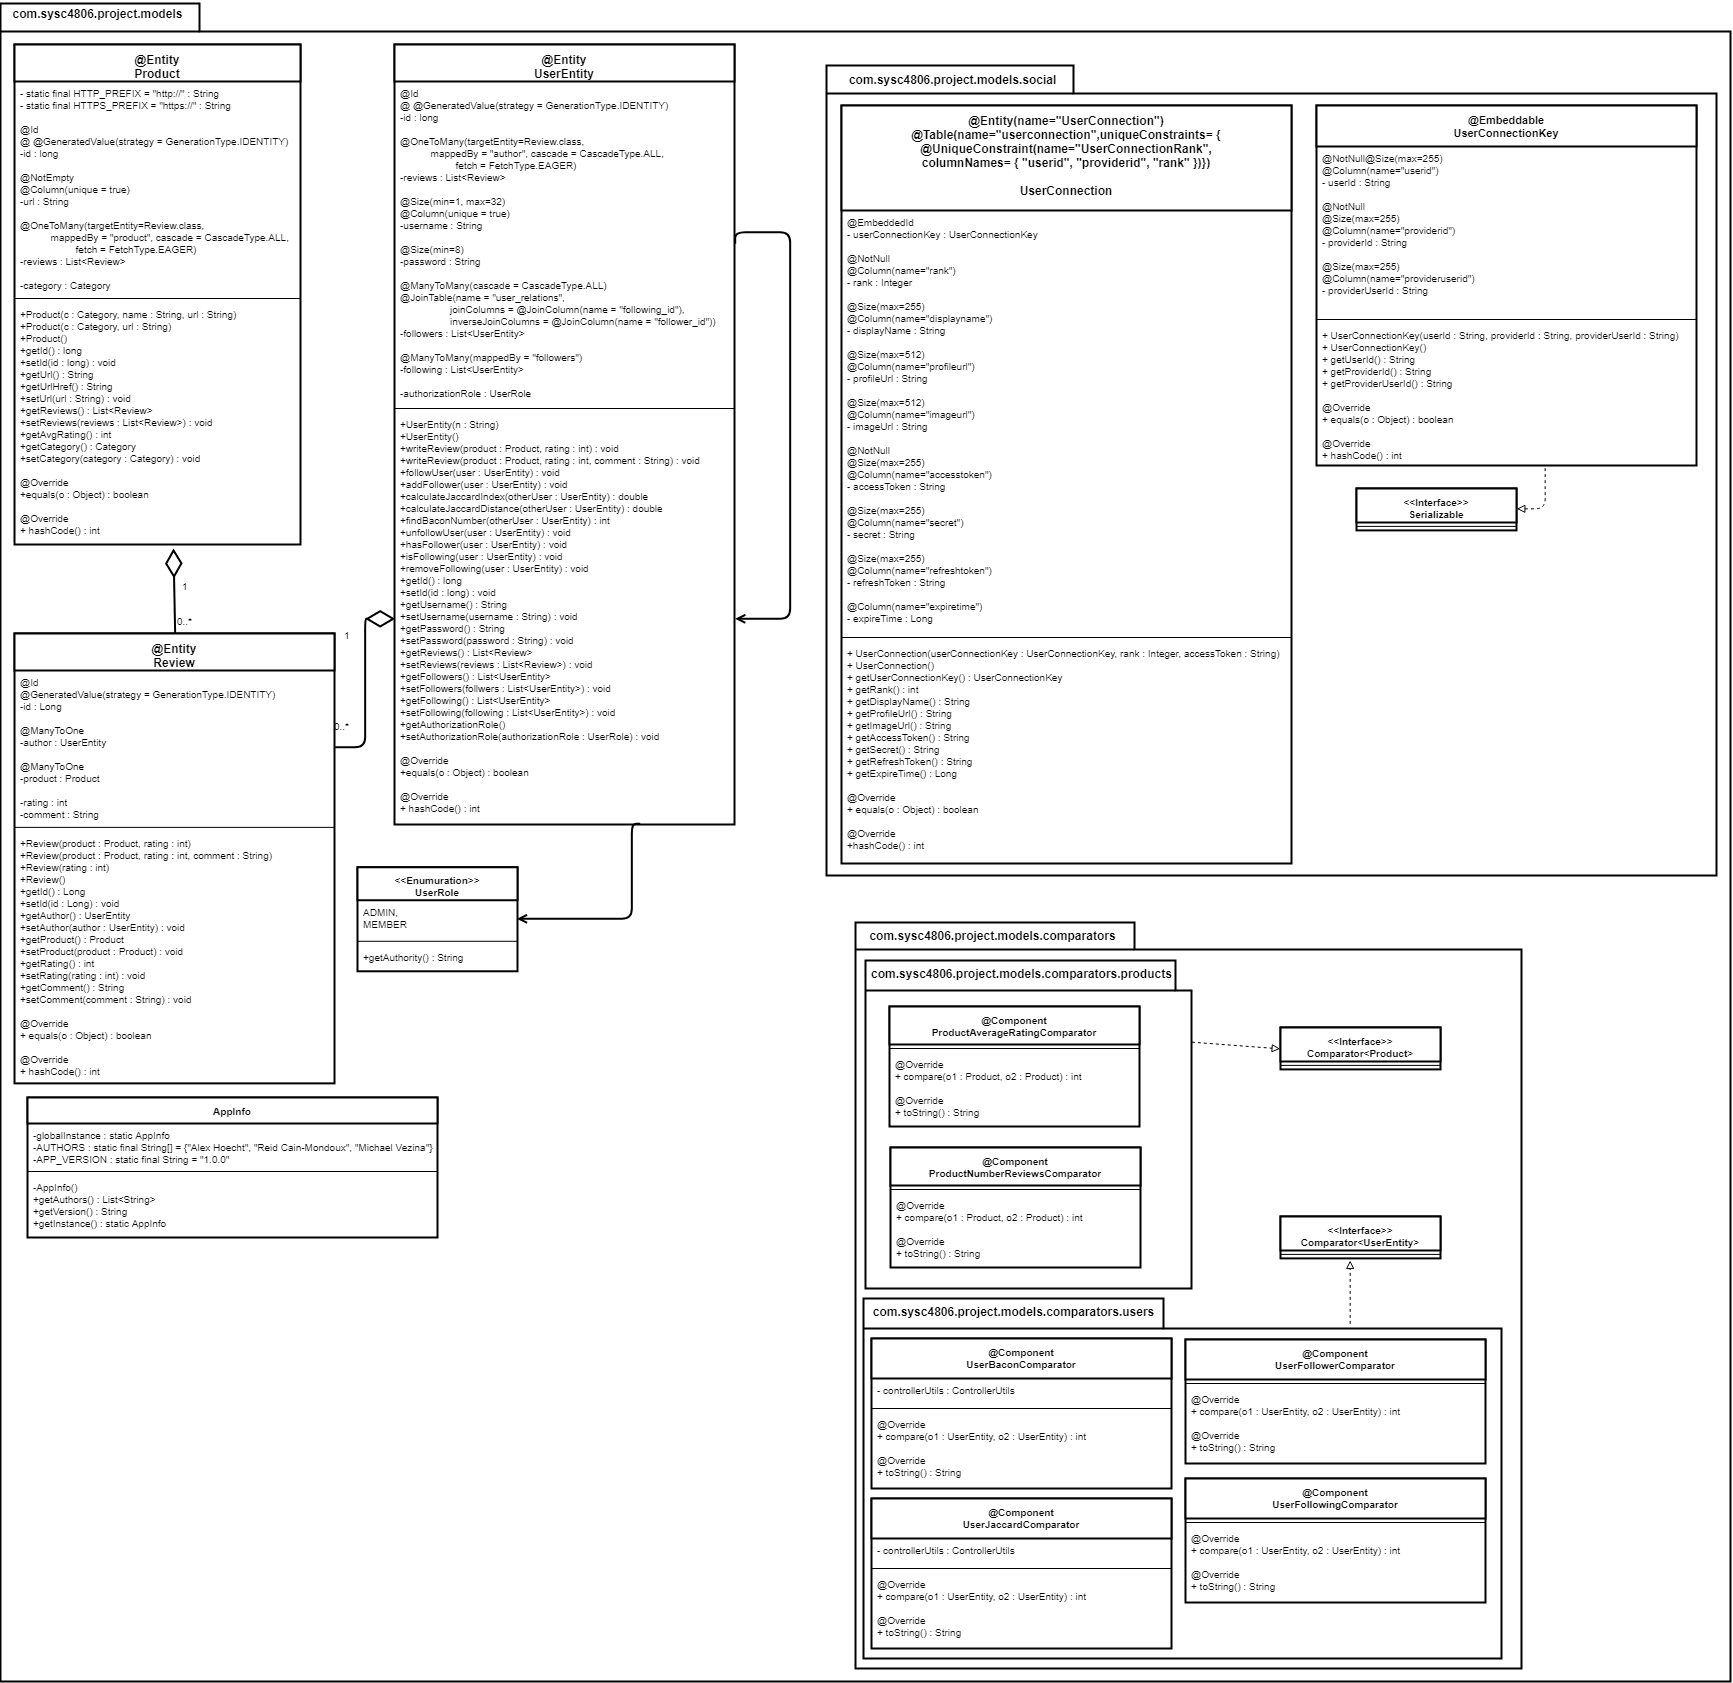 com.sysc4806.project.models
@Entity
Product
- static final HTTP_PREFIX = "http://" : String
- static final HTTPS_PREFIX = "https://" : String
@Id
@ @GeneratedValue(strategy = GenerationType.IDENTITY)
-id : long
@NotEmpty
@Column(unique = true)
-url : String
@OneToMany(targetEntity=Review.class,
mappedBy = "product", cascade = CascadeType.ALL,
fetch = FetchType.EAGER)
-reviews : List<Review>
-category : Category
+Product(c : Category, name : String, url : String)
+Product(c : Category, url : String)
+Product()
+getId() : long
+setId(id : long) : void
+getUrl() : String
+getUrlHref() : String
+setUrl(url : String) : void
+getReviews() : List<Review>
+setReviews(reviews : List<Review>) : void
+getAvgRating() : int
+getCategory() : Category
+setCategory(category : Category) : void
@Override
+equals(o : Object) : boolean
@Override
+ hashCode() : int
1
0..*
@Entity
Review
@Id
@GeneratedValue(strategy = GenerationType.IDENTITY)
-id : Long
@ManyToOne
-author : UserEntity
@ManyToOne
-product : Product
-rating : int
-comment : String
+Review(product : Product, rating : int)
+Review(product : Product, rating : int, comment : String)
+Review(rating : int)
+Review()
+getId() : Long
+setId(id : Long) : void
+getAuthor() : UserEntity
+setAuthor(author : UserEntity) : void
+getProduct() : Product
+setProduct(product : Product) : void
+getRating() : int
+setRating(rating : int) : void
+getComment() : String
+setComment(comment : String) : void
@Override
+ equals(o : Object) : boolean
@Override
+ hashCode() : int
1
0..*
AppInfo
-globalInstance : static AppInfo
-AUTHORS : static final String[] = {"Alex Hoecht", "Reid Cain-Mondoux", "Michael Vezina"}
-APP_VERSION : static final String = "1.0.0"
-AppInfo()
+getAuthors() : List<String>
+getVersion() : String
+getInstance() : static AppInfo
@Entity
UserEntity
@Id
@ @GeneratedValue(strategy = GenerationType.IDENTITY)
-id : long
@OneToMany(targetEntity=Review.class,
mappedBy = "author", cascade = CascadeType.ALL,
fetch = FetchType.EAGER)
-reviews : List<Review>
@Size(min=1, max=32)
@Column(unique = true)
-username : String
@Size(min=8)
-password : String
@ManyToMany(cascade = CascadeType.ALL)
@JoinTable(name = "user_relations",
joinColumns = @JoinColumn(name = "following_id"),
inverseJoinColumns = @JoinColumn(name = "follower_id"))
-followers : List<UserEntity>
@ManyToMany(mappedBy = "followers")
-following : List<UserEntity>
-authorizationRole : UserRole
+UserEntity(n : String)
+UserEntity()
+writeReview(product : Product, rating : int) : void
+writeReview(product : Product, rating : int, comment : String) : void
+followUser(user : UserEntity) : void
+addFollower(user : UserEntity) : void
+calculateJaccardIndex(otherUser : UserEntity) : double
+calculateJaccardDistance(otherUser : UserEntity) : double
+findBaconNumber(otherUser : UserEntity) : int
+unfollowUser(user : UserEntity) : void
+hasFollower(user : UserEntity) : void
+isFollowing(user : UserEntity) : void
+removeFollowing(user : UserEntity) : void
+getId() : long
+setId(id : long) : void
+getUsername() : String
+setUsername(username : String) : void
+getPassword() : String
+setPassword(password : String) : void
+getReviews() : List<Review>
+setReviews(reviews : List<Review>) : void
+getFollowers() : List<UserEntity>
+setFollowers(follwers : List<UserEntity>) : void
+getFollowing() : List<UserEntity>
+setFollowing(following : List<UserEntity>) : void
+getAuthorizationRole()
+setAuthorizationRole(authorizationRole : UserRole) : void
@Override
+equals(o : Object) : boolean
@Override
+ hashCode() : int
<<Enumuration>>
UserRole
ADMIN,
MEMBER
+getAuthority() : String
com.sysc4806.project.models.social
@Entity(name="UserConnection")
@Table(name="userconnection",uniqueConstraints= {
@UniqueConstraint(name="UserConnectionRank",
columnNames= { "userid", "providerid", "rank" })})
UserConnection
@EmbeddedId
- userConnectionKey : UserConnectionKey
@NotNull
@Column(name="rank")
- rank : Integer
@Size(max=255)
@Column(name="displayname")
- displayName : String
@Size(max=512)
@Column(name="profileurl")
- profileUrl : String
@Size(max=512)
@Column(name="imageurl")
- imageUrl : String
@NotNull
@Size(max=255)
@Column(name="accesstoken")
- accessToken : String
@Size(max=255)
@Column(name="secret")
- secret : String
@Size(max=255)
@Column(name="refreshtoken")
- refreshToken : String
@Column(name="expiretime")
- expireTime : Long
+ UserConnection(userConnectionKey : UserConnectionKey, rank : Integer, accessToken : String)
+ UserConnection()
+ getUserConnectionKey() : UserConnectionKey
+ getRank() : int
+ getDisplayName() : String
+ getProfileUrl() : String
+ getImageUrl() : String
+ getAccessToken() : String
+ getSecret() : String
+ getRefreshToken() : String
+ getExpireTime() : Long
@Override
+ equals(o : Object) : boolean
@Override
+hashCode() : int
@Embeddable
UserConnectionKey
@NotNull@Size(max=255)
@Column(name="userid")
- userId : String
@NotNull
@Size(max=255)
@Column(name="providerid")
- providerId : String
@Size(max=255)
@Column(name="provideruserid")
- providerUserId : String
+ UserConnectionKey(userId : String, providerId : String, providerUserId : String)
+ UserConnectionKey()
+ getUserId() : String
+ getProviderId() : String
+ getProviderUserId() : String
@Override
+ equals(o : Object) : boolean
@Override
+ hashCode() : int
<<Interface>>
Serializable
com.sysc4806.project.models.comparators
com.sysc4806.project.models.comparators.products
@Component
ProductAverageRatingComparator
@Override
+ compare(o1 : Product, o2 : Product) : int
@Override
+ toString() : String
@Component
ProductNumberReviewsComparator
@Override
+ compare(o1 : Product, o2 : Product) : int
@Override
+ toString() : String
<<Interface>>
Comparator<Product>
<<Interface>>
Comparator<UserEntity>
com.sysc4806.project.models.comparators.users
@Component
UserBaconComparator
- controllerUtils : ControllerUtils
@Override
+ compare(o1 : UserEntity, o2 : UserEntity) : int
@Override
+ toString() : String
@Component
UserFollowerComparator
@Override
+ compare(o1 : UserEntity, o2 : UserEntity) : int
@Override
+ toString() : String
@Component
UserJaccardComparator
- controllerUtils : ControllerUtils
@Override
+ compare(o1 : UserEntity, o2 : UserEntity) : int
@Override
+ toString() : String
@Component
UserFollowingComparator
@Override
+ compare(o1 : UserEntity, o2 : UserEntity) : int
@Override
+ toString() : String